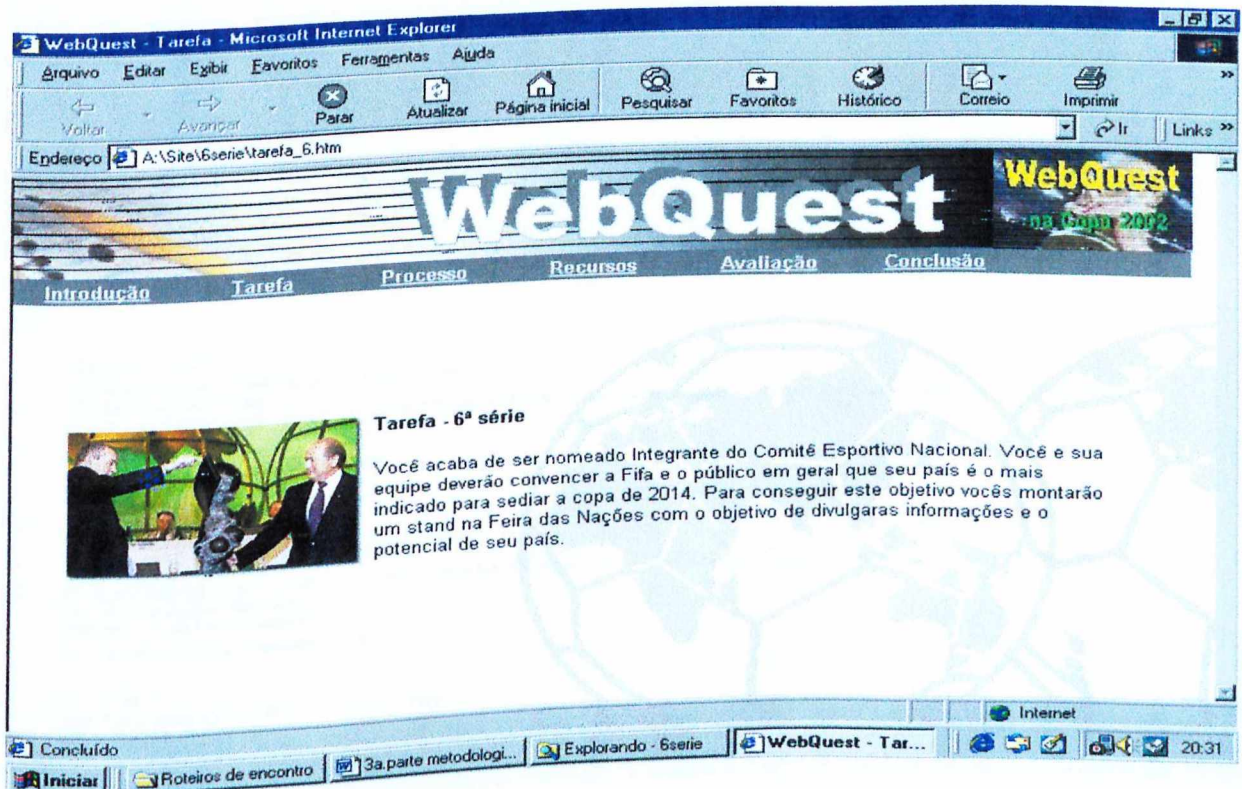 WebQuest - Tarefa - Microsoft Internet Explorer
Arquivo Editar Exibir Favoritos Ferramentas Ajuda
Voltar Avançar Parar Atualizar Página inicial Pesquisar Favoritos Histórico Correio Imprimir »
Endereço A:\Site\6serie\tarefa_6.htm Ir Links »
WebQuest
WebQuest
na Copa 2002
Introdução Tarefa Processo Recursos Avaliação Conclusão
Tarefa - 6ª série
Você acaba de ser nomeado Integrante do Comitê Esportivo Nacional. Você e sua
equipe deverão convencer a Fifa e o público em geral que seu país é o mais
indicado para sediar a copa de 2014. Para conseguir este objetivo vocês montarão
um stand na Feira das Nações com o objetivo de divulgaras informações e o
potencial de seu país.
Concluído Internet
Iniciar Roteiros de encontro 3a.parte metodologi... Explorando - 6serie WebQuest - Tar... 20:31